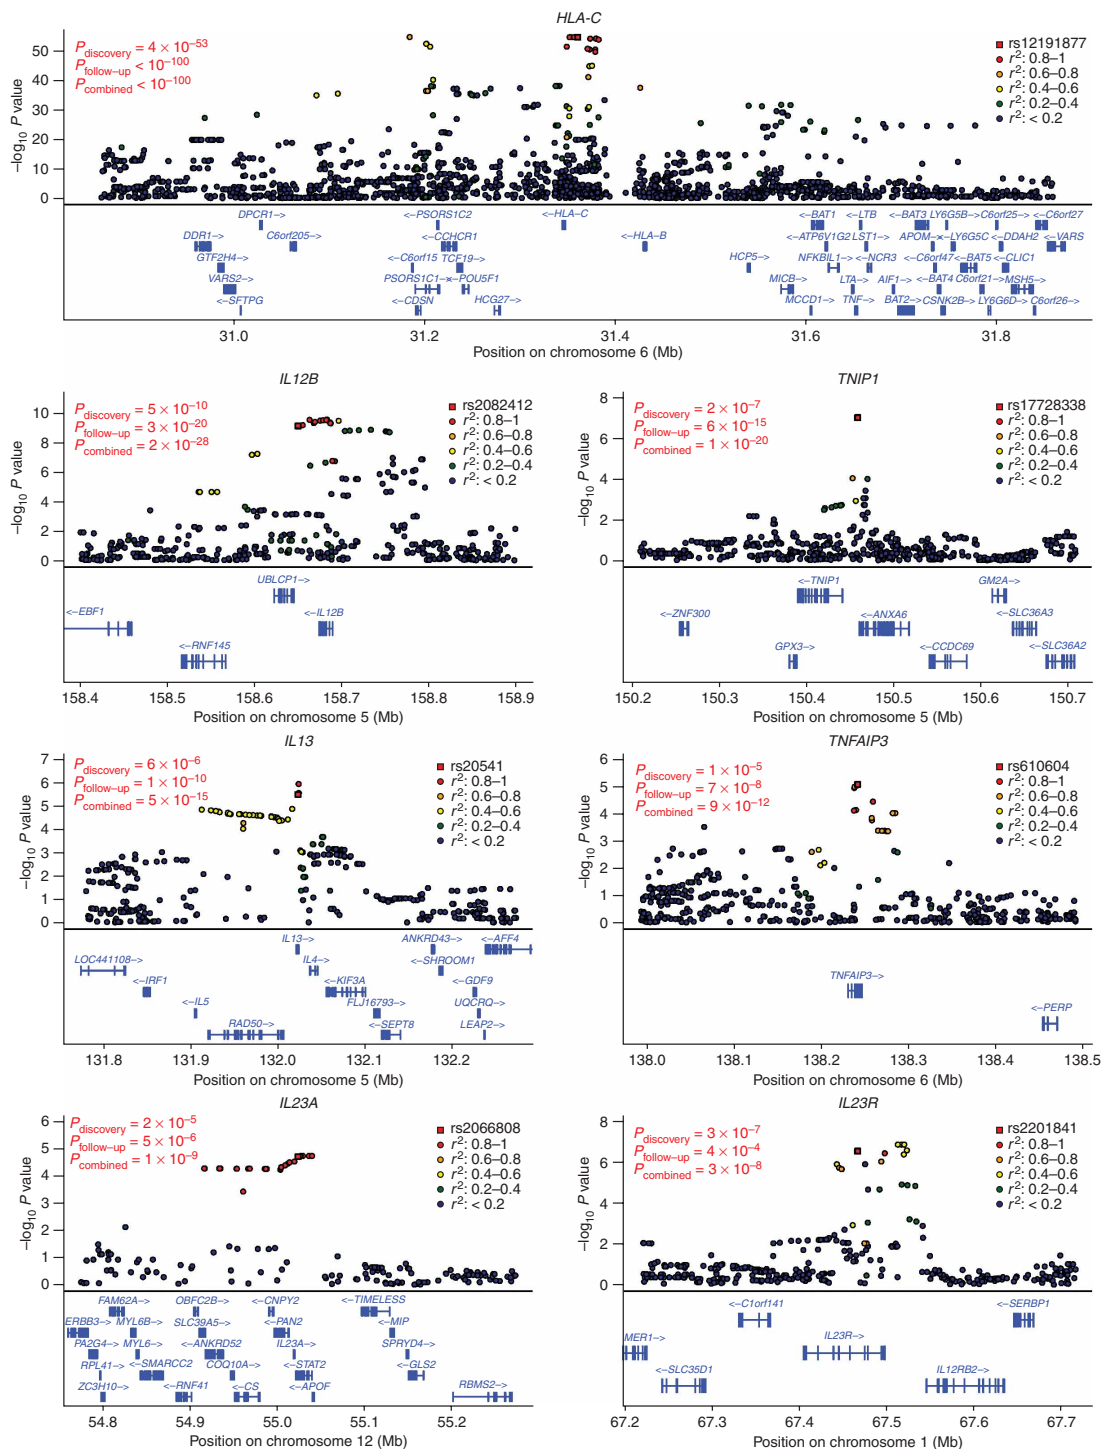 HLA-C
P discovery = 4 × 10–53
P follow-up < 10–100
P combined < 10–100
rs12191877
r2: 0.8–1
r2: 0.6–0.8
r2: 0.4–0.6
r2: 0.2–0.4
r2: < 0.2
–log10 P value
50
40
30
20
10
0
DPCR1–> <–PSORS1C2 <–HLA-C <–BAT1 <–LTB <–BAT3 LY6G5B–> C6orf25–> <–C6orf27
DDR1–> C6orf205–> <–CCHCR1 <–HLA-B <–ATP6V1G2 LST1–> APOM–> <–LY6G5C <–DDAH2 <–VARS
GTF2H4–> <–C6orf15 TCF19–> HCP5–> NFKBIL1–> <–NCR3 <–C6orf47 <–BAT5 <–CLIC1
VARS2–> PSORS1C1–> <–POU5F1 MICB–> LTA–> AIF1–> <–BAT4 C6orf21–> MSH5–>
<–SFTPG <–CDSN HCG27–> MCCD1–> TNF–> BAT2–> CSNK2B–> LY6G6D–> C6orf26–>
31.0 31.2 31.4 31.6 31.8
Position on chromosome 6 (Mb)
IL12B
P discovery = 5 × 10–10
P follow-up = 3 × 10–20
P combined = 2 × 10–28
rs2082412
r2: 0.8–1
r2: 0.6–0.8
r2: 0.4–0.6
r2: 0.2–0.4
r2: < 0.2
–log10 P value
10
8
6
4
2
0
UBLCP1–>
<–EBF1 <–IL12B
<–RNF145
158.4 158.5 158.6 158.7 158.8 158.9
Position on chromosome 5 (Mb)
TNIP1
P discovery = 2 × 10–7
P follow-up = 6 × 10–15
P combined = 1 × 10–20
rs17728338
r2: 0.8–1
r2: 0.6–0.8
r2: 0.4–0.6
r2: 0.2–0.4
r2: < 0.2
–log10 P value
8
6
4
2
0
<–TNIP1 GM2A–>
<–ZNF300 <–ANXA6 <–SLC36A3
GPX3–> <–CCDC69 <–SLC36A2
150.2 150.3 150.4 150.5 150.6 150.7
Position on chromosome 5 (Mb)
IL13
P discovery = 6 × 10–6
P follow-up = 1 × 10–10
P combined = 5 × 10–15
rs20541
r2: 0.8–1
r2: 0.6–0.8
r2: 0.4–0.6
r2: 0.2–0.4
r2: < 0.2
–log10 P value
7
6
5
4
3
2
1
0
IL13–> ANKRD43–> <–AFF4
LOC441108–> IL4–> <–SHROOM1
<–IRF1 <–KIF3A <–GDF9
<–IL5 FLJ16793–> UQCRQ–>
RAD50–> <–SEPT8 LEAP2–>
131.8 131.9 132.0 132.1 132.2
Position on chromosome 5 (Mb)
TNFAIP3
P discovery = 1 × 10–5
P follow-up = 7 × 10–8
P combined = 9 × 10–12
rs610604
r2: 0.8–1
r2: 0.6–0.8
r2: 0.4–0.6
r2: 0.2–0.4
r2: < 0.2
–log10 P value
6
5
4
3
2
1
0
TNFAIP3–>
<–PERP
138.0 138.1 138.2 138.3 138.4 138.5
Position on chromosome 6 (Mb)
IL23A
P discovery = 2 × 10–5
P follow-up = 5 × 10–6
P combined = 1 × 10–9
rs2066808
r2: 0.8–1
r2: 0.6–0.8
r2: 0.4–0.6
r2: 0.2–0.4
r2: < 0.2
–log10 P value
6
5
4
3
2
1
0
FAM62A–> OBFC2B–> <–CNPY2 <–TIMELESS
ERBB3–> MYL6B–> SLC39A5–> <–PAN2 <–MIP
PA2G4–> MYL6–> <–ANKRD52 IL23A–> SPRYD4–>
RPL41–> <–SMARCC2 COQ10A–> <–STAT2 <–GLS2
ZC3H10–> <–RNF41 <–CS <–APOF RBMS2–>
54.8 54.9 55.0 55.1 55.2
Position on chromosome 12 (Mb)
IL23R
P discovery = 3 × 10–7
P follow-up = 4 × 10–4
P combined = 3 × 10–8
rs2201841
r2: 0.8–1
r2: 0.6–0.8
r2: 0.4–0.6
r2: 0.2–0.4
r2: < 0.2
–log10 P value
8
6
4
2
0
<–C1orf141 <–SERBP1
MER1–> IL23R–>
<–SLC35D1 IL12RB2–>
67.2 67.3 67.4 67.5 67.6 67.7
Position on chromosome 1 (Mb)